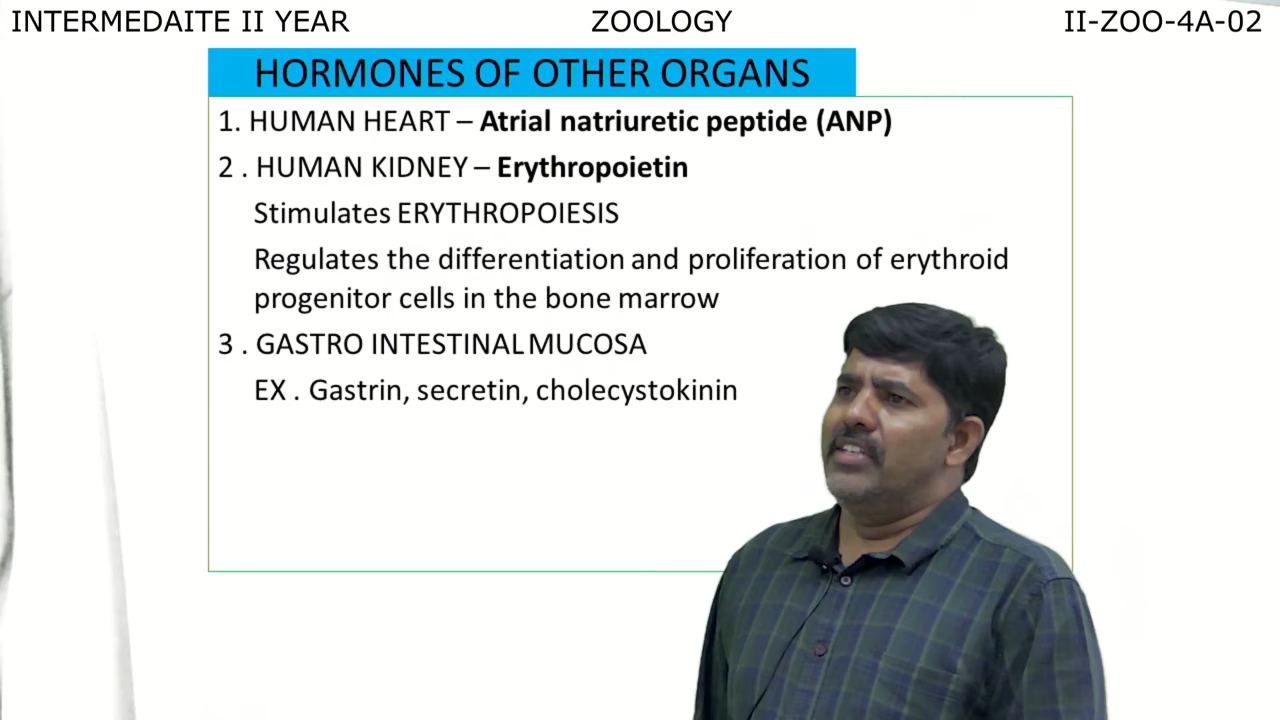 INTERMEDAITE II YEAR ZOOLOGY II-ZOO-4A-02
HORMONES OF OTHER ORGANS
1. HUMAN HEART – Atrial natriuretic peptide (ANP)
2 . HUMAN KIDNEY – Erythropoietin
Stimulates ERYTHROPOIESIS
Regulates the differentiation and proliferation of erythroid
progenitor cells in the bone marrow
3 . GASTRO INTESTINAL MUCOSA
EX . Gastrin, secretin, cholecystokinin